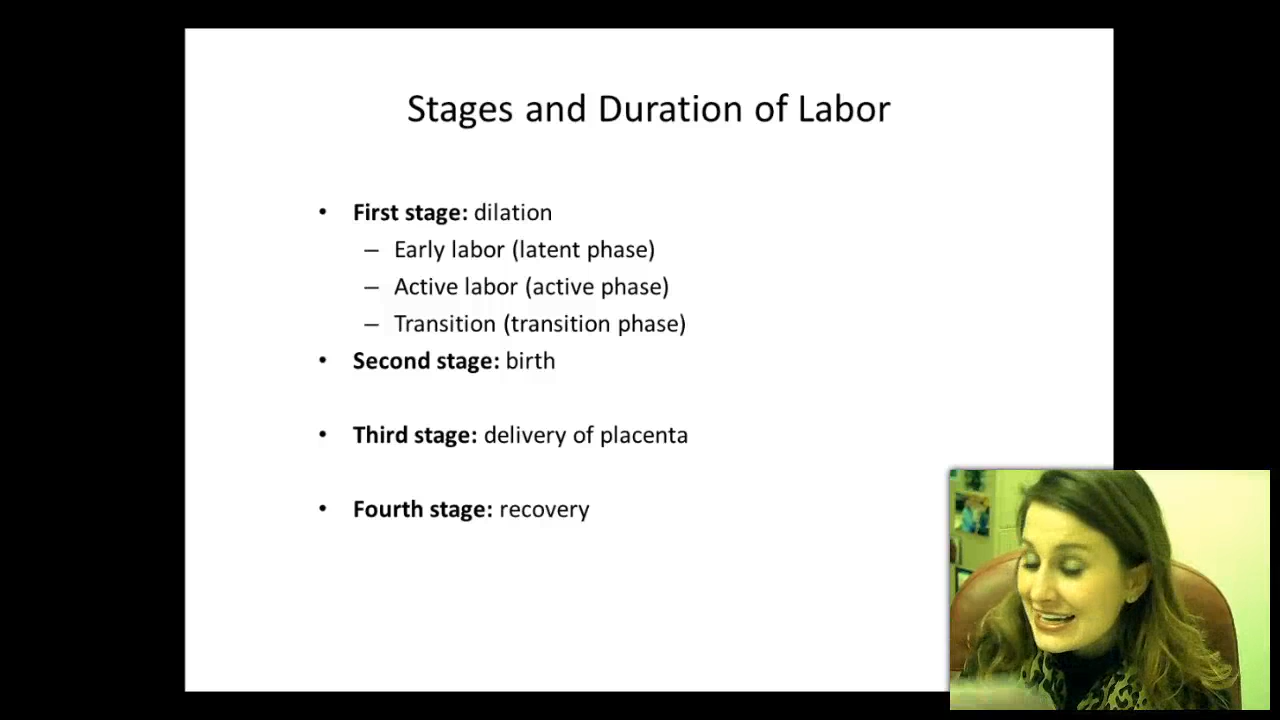 Stages and Duration of Labor
• First stage: dilation
– Early labor (latent phase)
– Active labor (active phase)
– Transition (transition phase)
• Second stage: birth
• Third stage: delivery of placenta
• Fourth stage: recovery